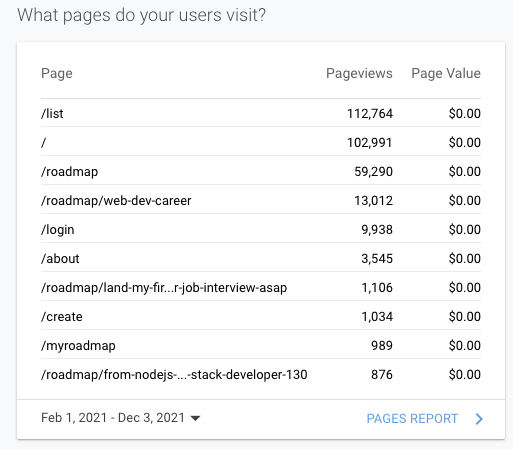 What pages do your users visit?
Page Pageviews Page Value
/list 112,764 $0.00
/ 102,991 $0.00
/roadmap 59,290 $0.00
/roadmap/web-dev-career 13,012 $0.00
/login 9,938 $0.00
/about 3,545 $0.00
/roadmap/land-my-fir...r-job-interview-asap 1,106 $0.00
/create 1,034 $0.00
/myroadmap 989 $0.00
/roadmap/from-nodejs-...-stack-developer-130 876 $0.00
Feb 1, 2021 - Dec 3, 2021 PAGES REPORT